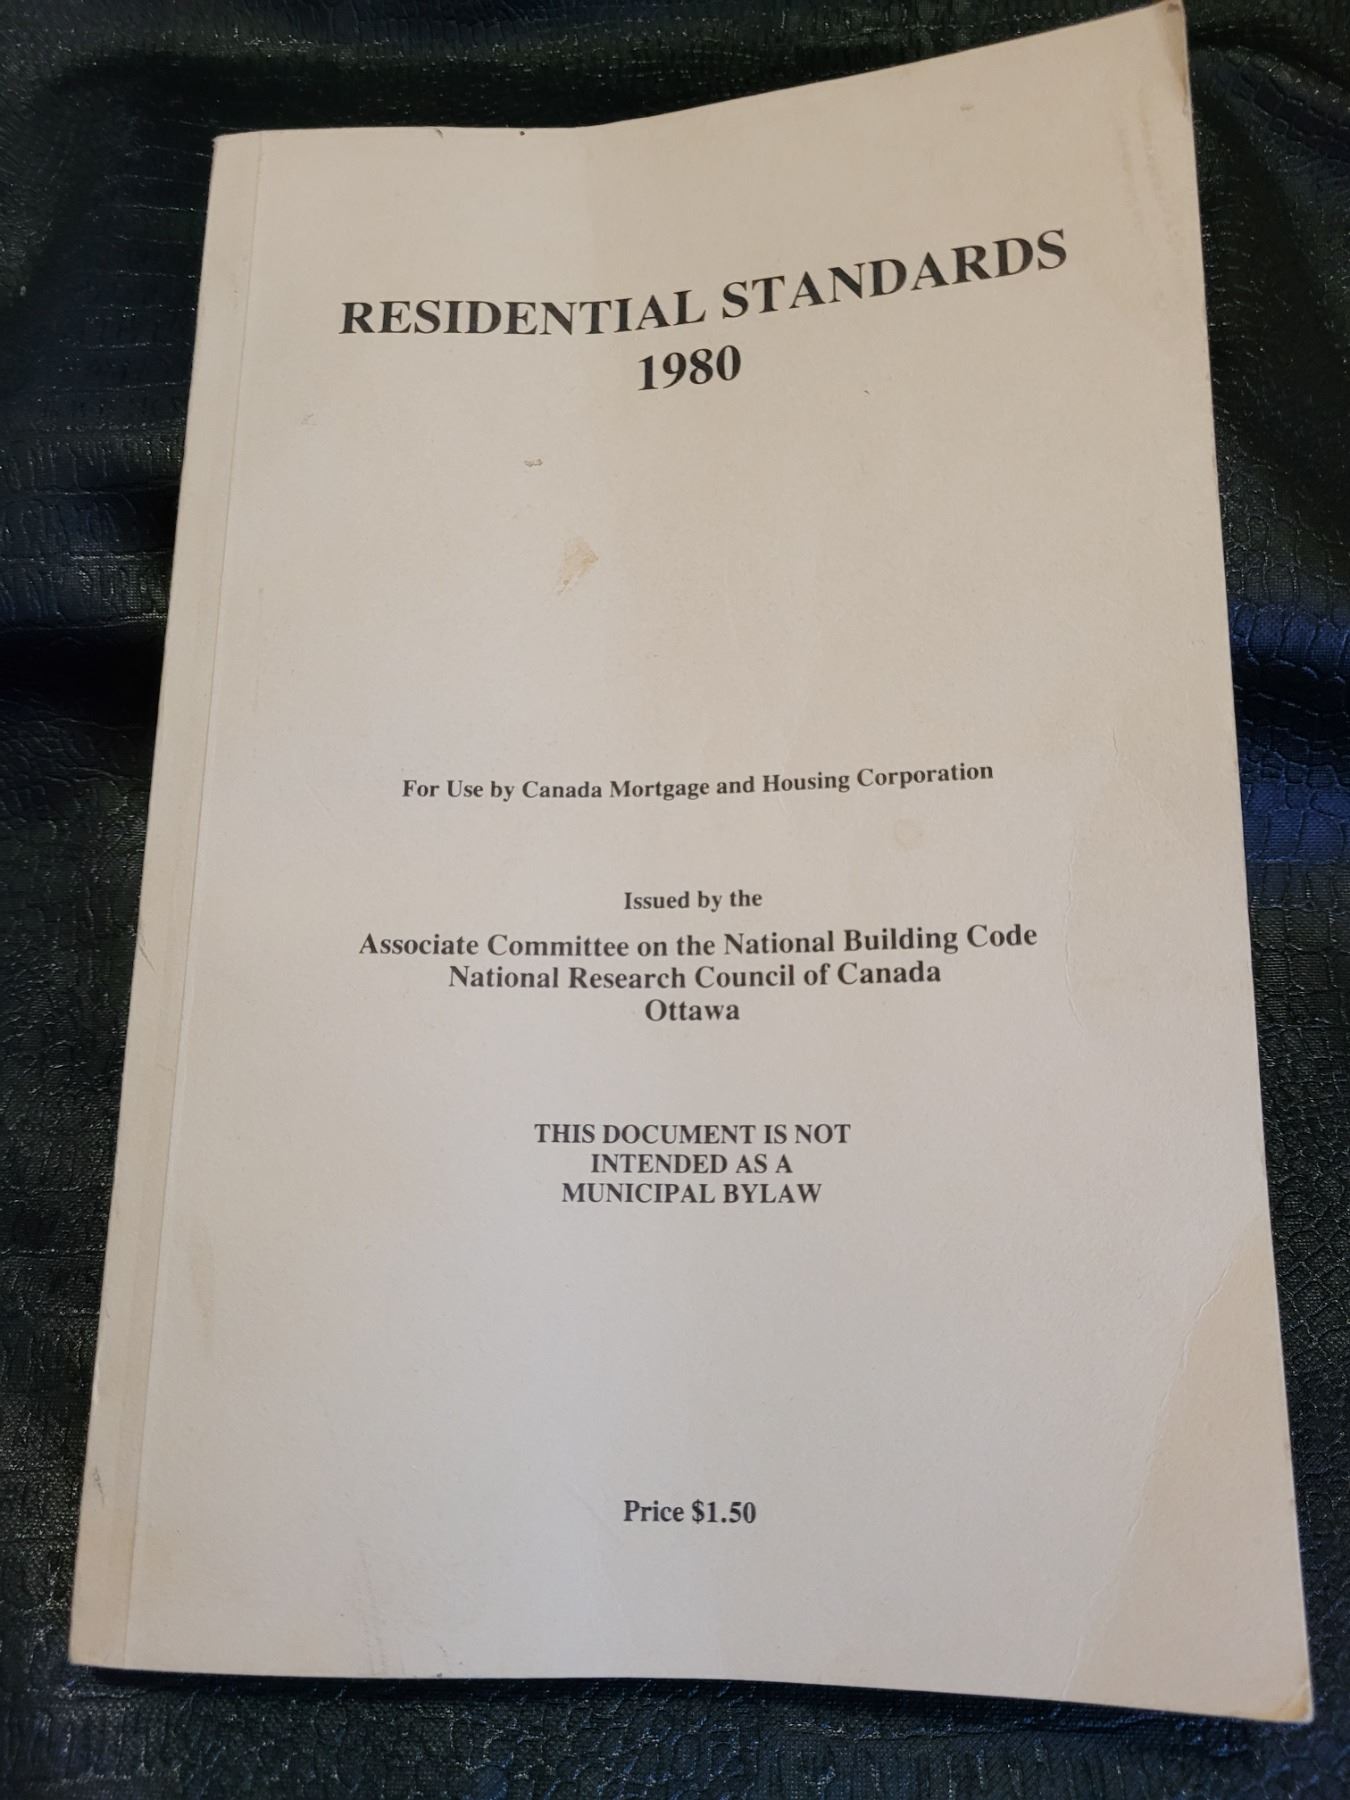 RESIDENTIAL STANDARDS
1980
For Use by Canada Mortgage and Housing Corporation
Issued by the
Associate Committee on the National Building Code
National Research Council of Canada
Ottawa
THIS DOCUMENT IS NOT
INTENDED AS A
MUNICIPAL BYLAW
Price $1.50